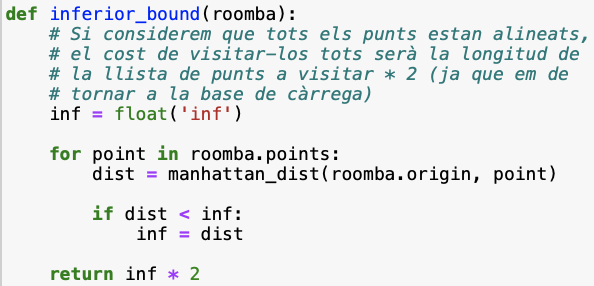 def inferior_bound(roomba):
    # Si considerem que tots els punts estan alineats,
    # el cost de visitar-los tots serà la longitud de
    # la llista de punts a visitar * 2 (ja que em de
    # tornar a la base de càrrega)
    inf = float('inf')
    for point in roomba.points:
        dist = manhattan_dist(roomba.origin, point)
        if dist < inf:
            inf = dist
    return inf * 2